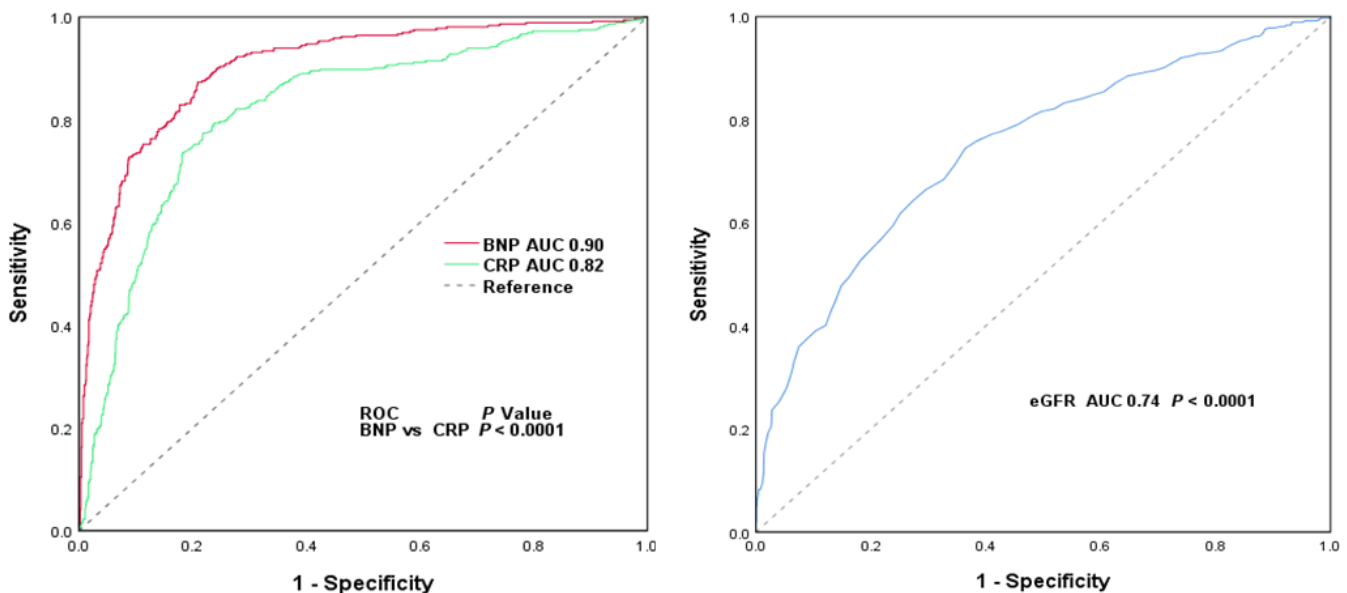 1.0
0.8
0.6
0.4
0.2
0.0
Sensitivity
BNP AUC 0.90
CRP AUC 0.82
Reference
ROC P Value
BNP vs CRP P < 0.0001
0.0 0.2 0.4 0.6 0.8 1.0
1 - Specificity
1.0
0.8
0.6
0.4
0.2
0.0
Sensitivity
eGFR AUC 0.74 P < 0.0001
0.0 0.2 0.4 0.6 0.8 1.0
1 - Specificity